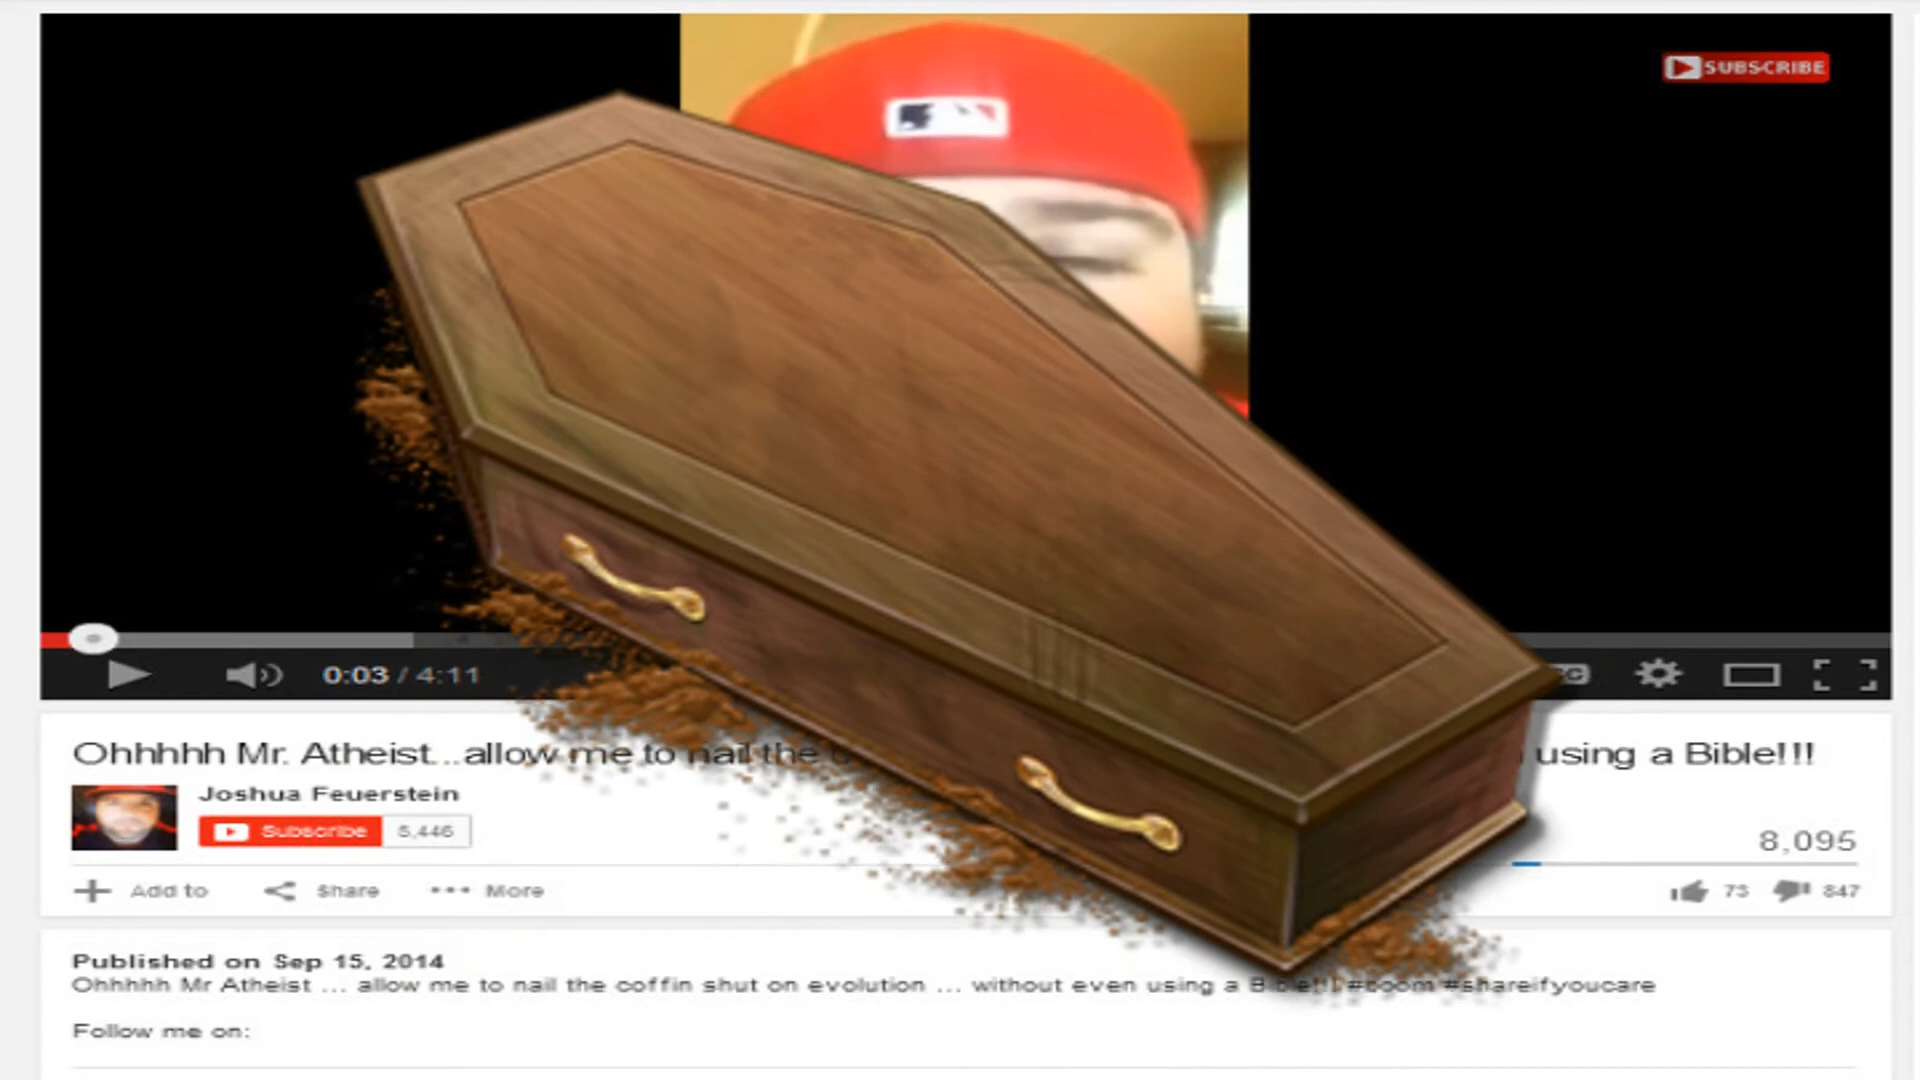 SUBSCRIBE
0:03 / 4:11
Ohhhhh Mr. Atheist...allow me to nail the using a Bible!!!
Joshua Feuerstein
Subscribe 5,446
8,095
Add to Share More
73 847
Published on Sep 15, 2014
Ohhhhh Mr Atheist ... allow me to nail the coffin shut on evolution ... without even using a Bible!!! #boom #shareifyoucare
Follow me on: